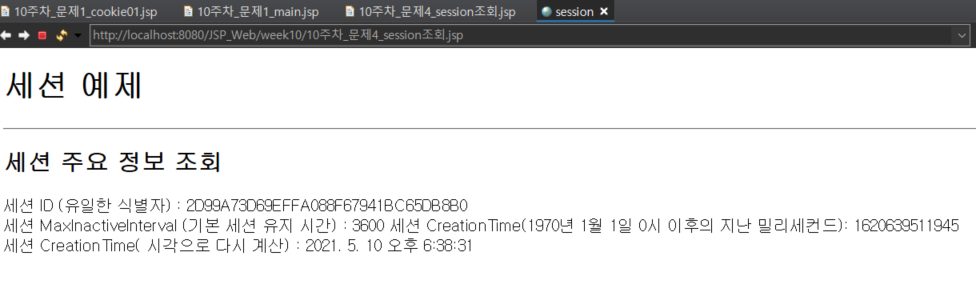 10주차_문제1_cookie01.jsp 10주차_문제1_main.jsp 10주차_문제4_session조회.jsp session
http://localhost:8080/JSP_Web/week10/10주차_문제4_session조회.jsp
세션 예제
세션 주요 정보 조회
세션 ID (유일한 식별자) : 2D99A73D69EFFA088F67941BC65DB8B0
세션 MaxInactiveInterval (기본 세션 유지 시간) : 3600 세션 CreationTime(1970년 1월 1일 0시 이후의 지난 밀리세컨드): 1620639511945
세션 CreationTime( 시각으로 다시 계산) : 2021. 5. 10 오후 6:38:31